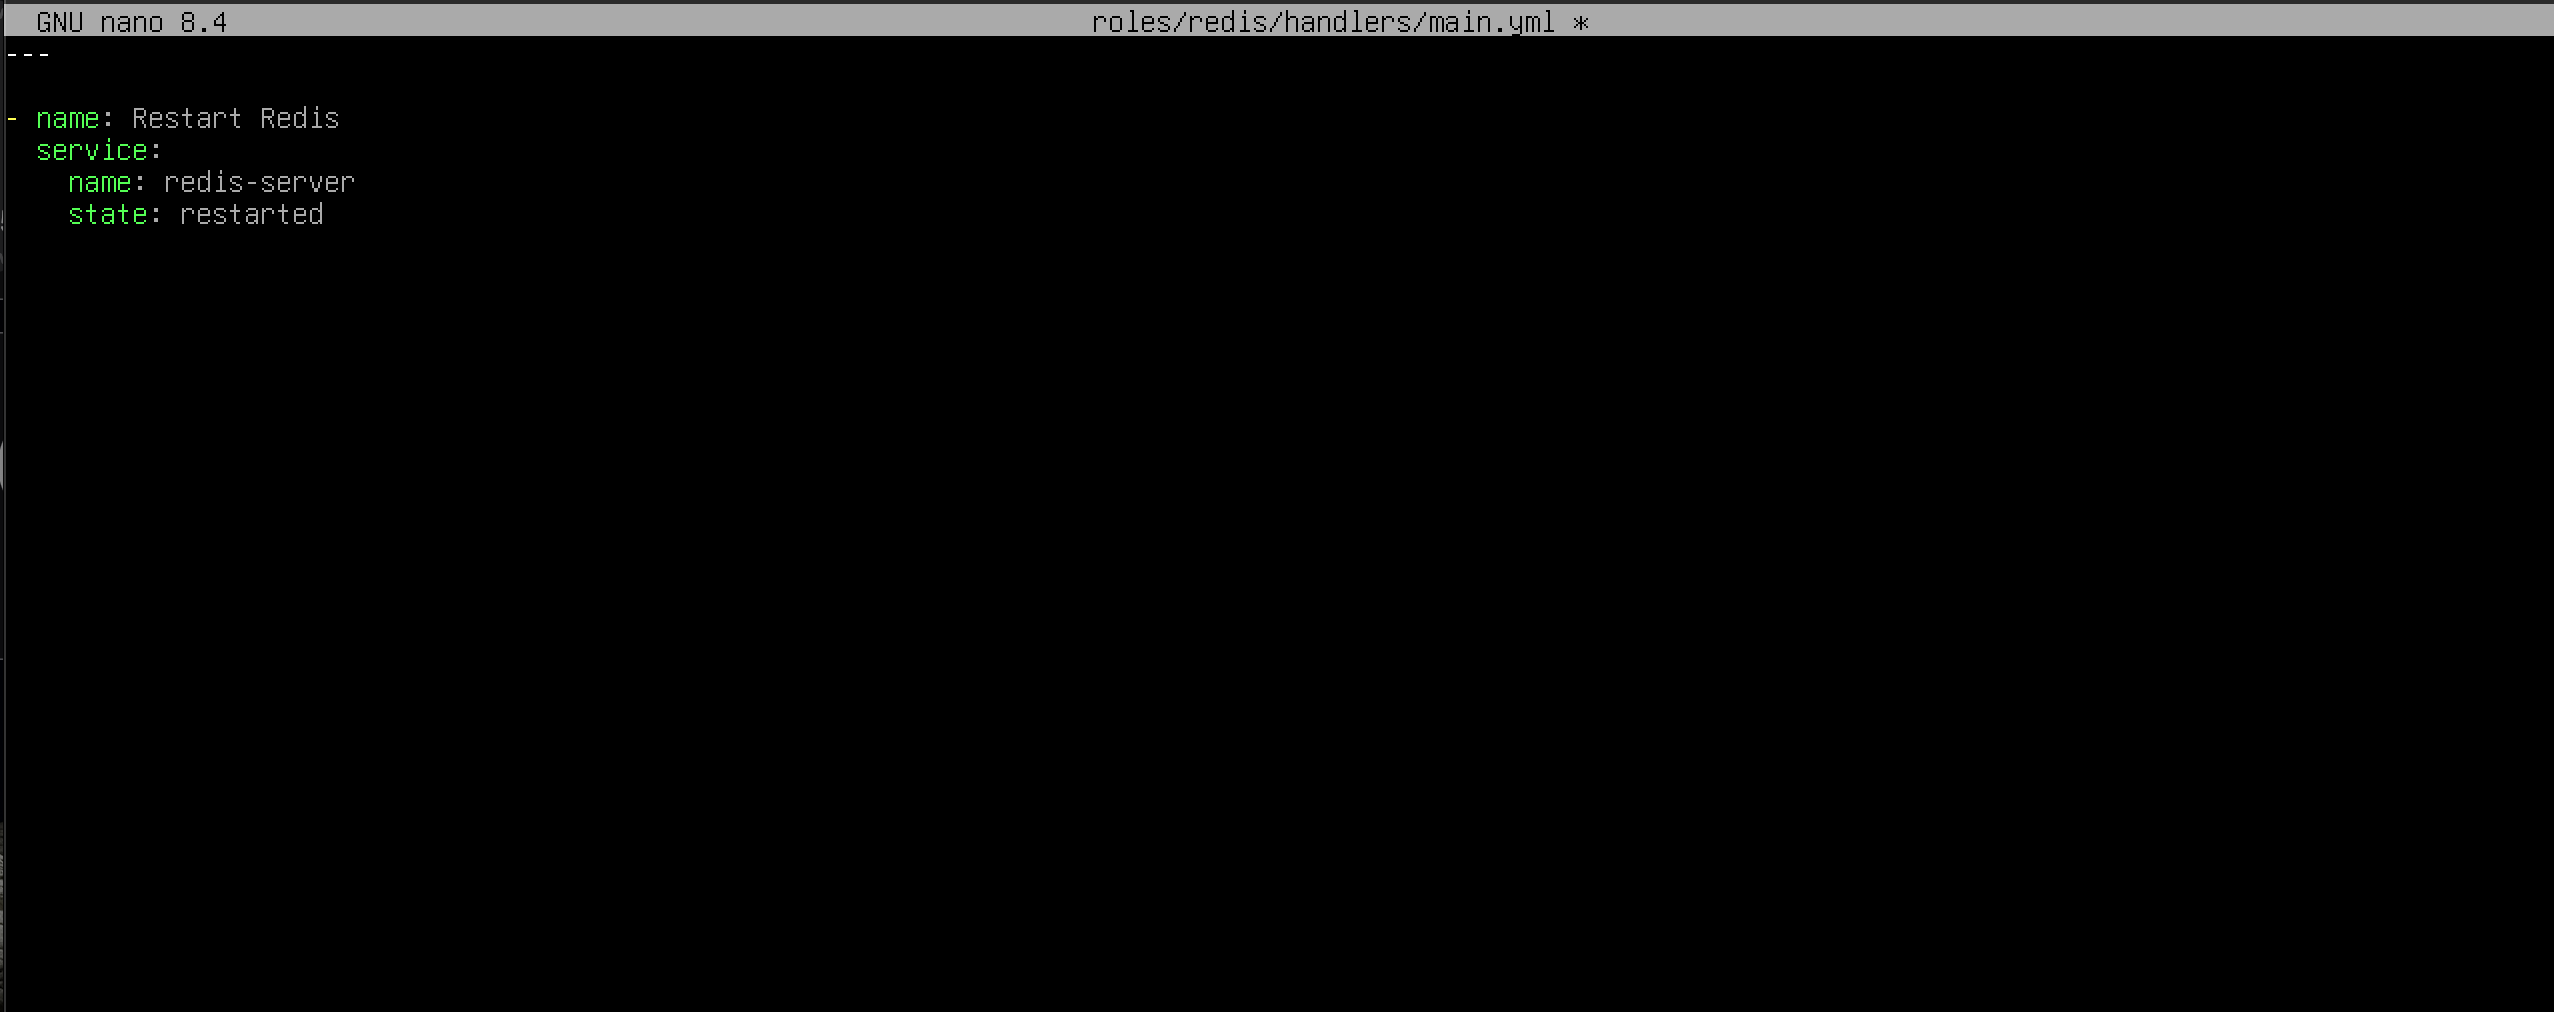 GNU nano 8.4 roles/redis/handlers/main.yml *
---
- name: Restart Redis
  service:
    name: redis-server
    state: restarted